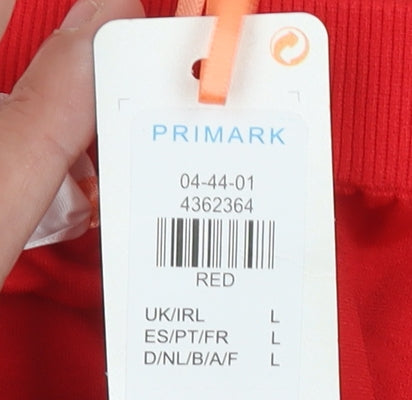 PRIMARK
04-44-01
4362364
RED
UK/IRL L
ES/PT/FR L
D/NL/B/A/F L